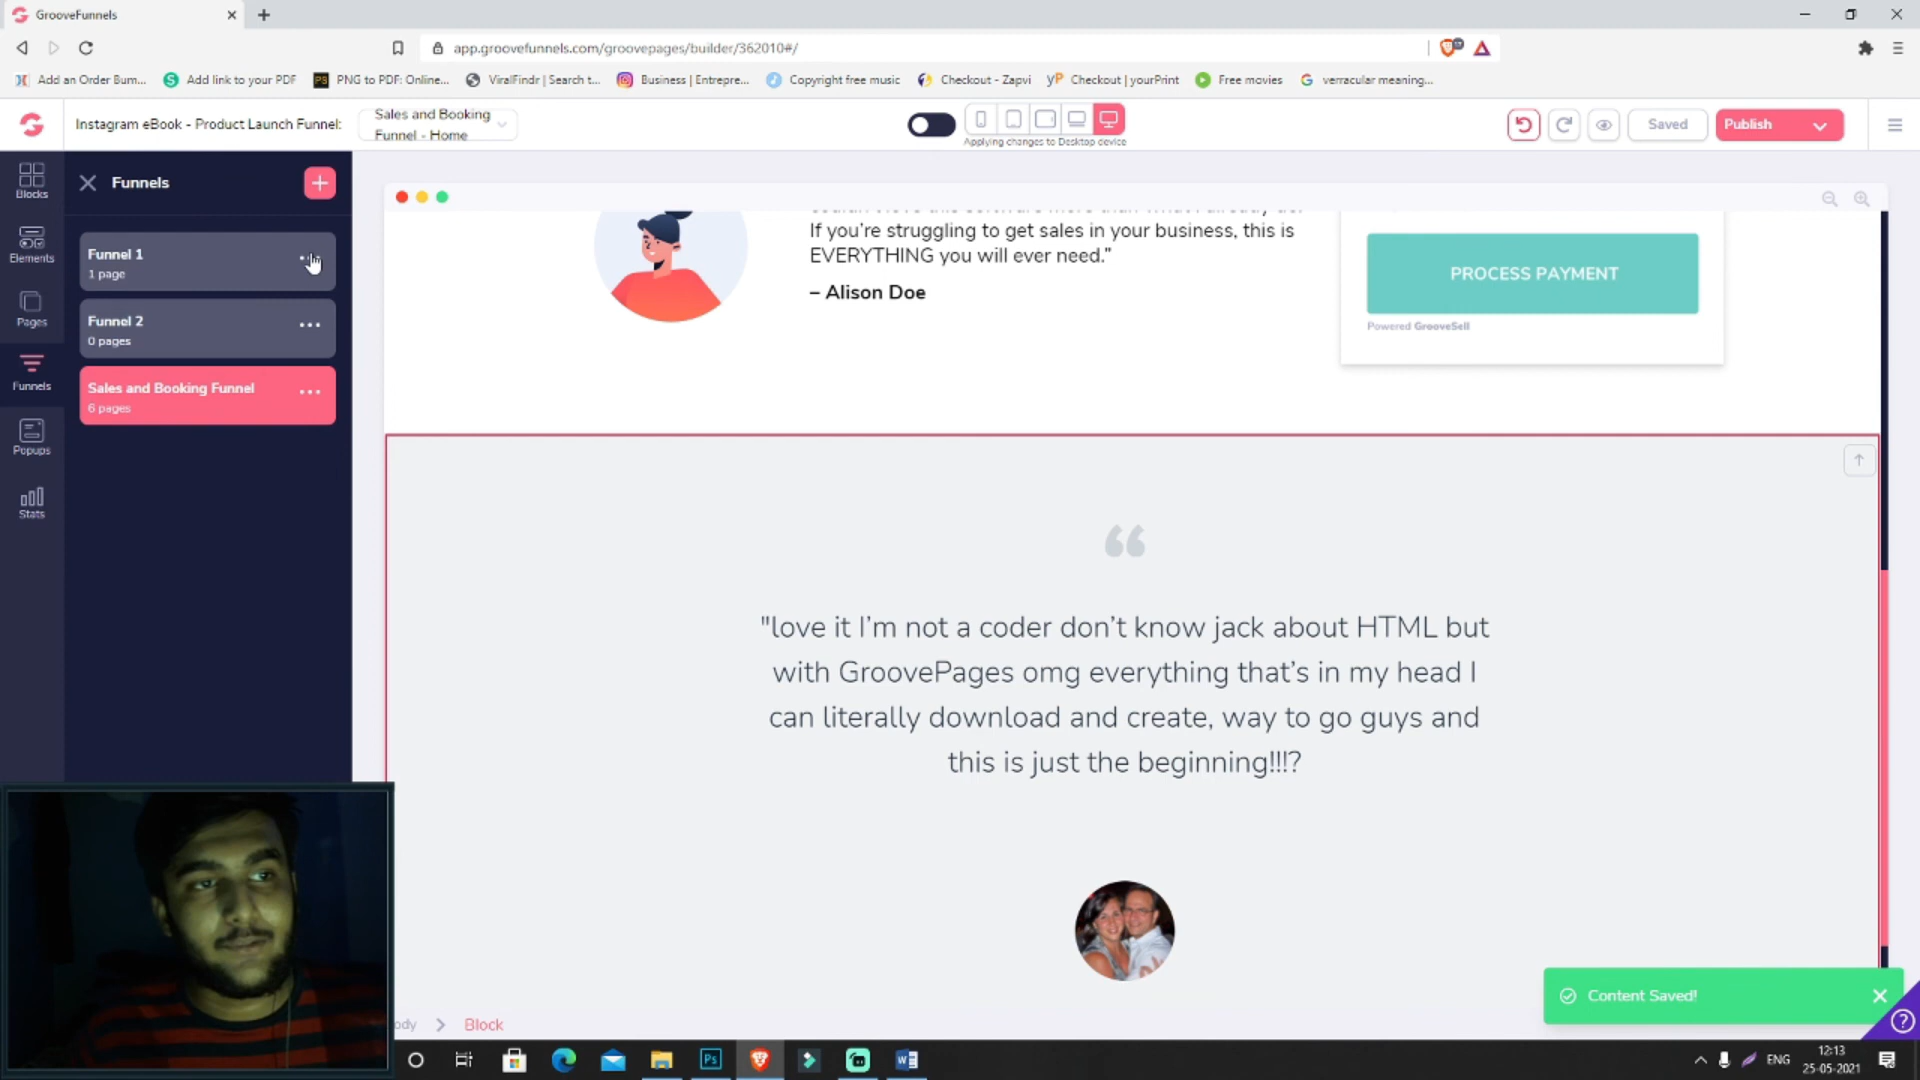 GrooveFunnels
app.groovefunnels.com/groovepages/builder/362010#/
Add an Order Bum...
Add link to your PDF
PNG to PDF: Online...
ViralFindr | Search t...
Business | Entrepre...
Copyright free music
Checkout - Zapvi
yP Checkout | yourPrint
Free movies
verracular meaning...
Instagram eBook - Product Launch Funnel:
Sales and Booking
Funnel - Home
Applying changes to Desktop device
Saved
Publish
Blocks
Elements
Pages
Funnels
Popups
Stats
Funnels
Funnel 1
1 page
Funnel 2
0 pages
Sales and Booking Funnel
6 pages
If you're struggling to get sales in your business, this is
EVERYTHING you will ever need."
– Alison Doe
PROCESS PAYMENT
Powered GrooveSell
"love it I'm not a coder don't know jack about HTML but
with GroovePages omg everything that's in my head I
can literally download and create, way to go guys and
this is just the beginning!!!?
Content Saved!
ody
Block
Ps
ENG
12:13
25-05-2021